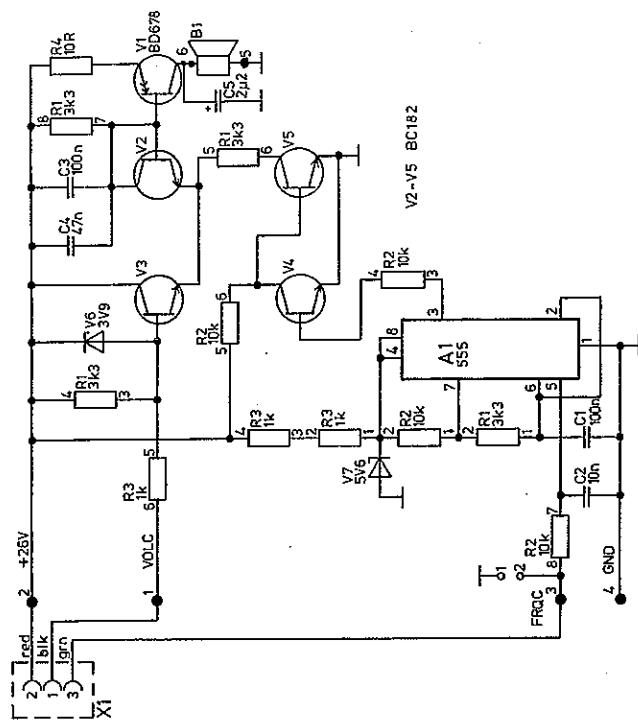 R4
10R
V1
BD678
B1
6
5
C5
2µ2
+
8
R1
3k3
7
C3
100n
C4
47n
V2
5
R1
3k3
6
V5
V2-V5 BC182
V3
V6
3V9
4
R1
3k3
3
R2
10k
5
6
V4
4
R2
10k
3
5
R3
1k
6
VOLC
1
+26V
2
red
blk
grn
2
1
3
X1
4
R3
1k
3
2
R3
1k
1
V7
5V6
2
R2
10k
1
2
R1
3k3
1
3
8
4
7
A1
555
6
5
2
1
C1
100n
C2
10n
7
R2
10k
8
1
2
FRQC
3
GND
4